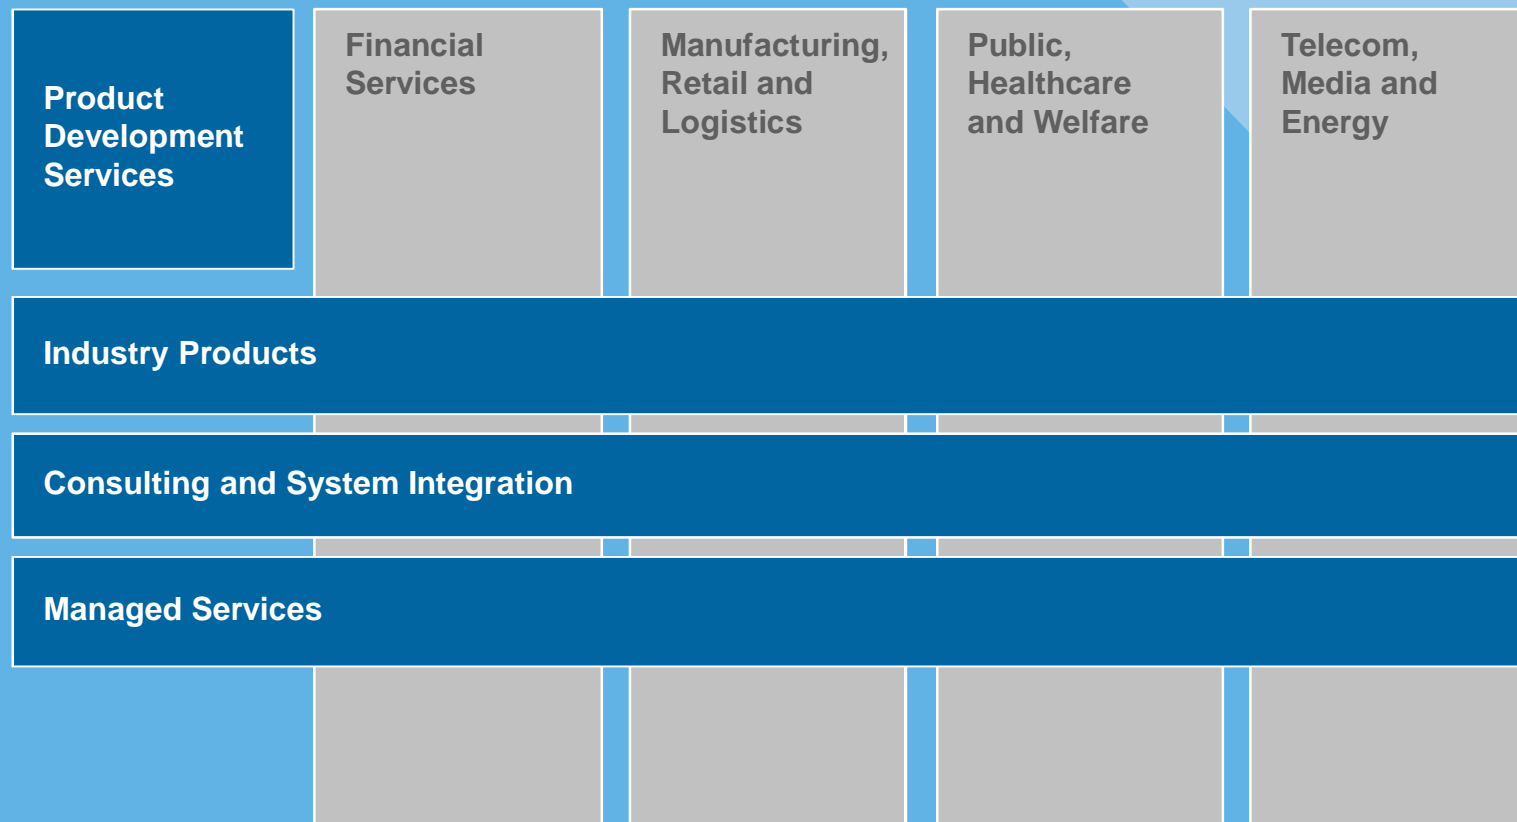 Product
Development
Services
Financial
Services
Manufacturing,
Retail and
Logistics
Public,
Healthcare
and Welfare
Telecom,
Media and
Energy
Industry Products
Consulting and System Integration
Managed Services